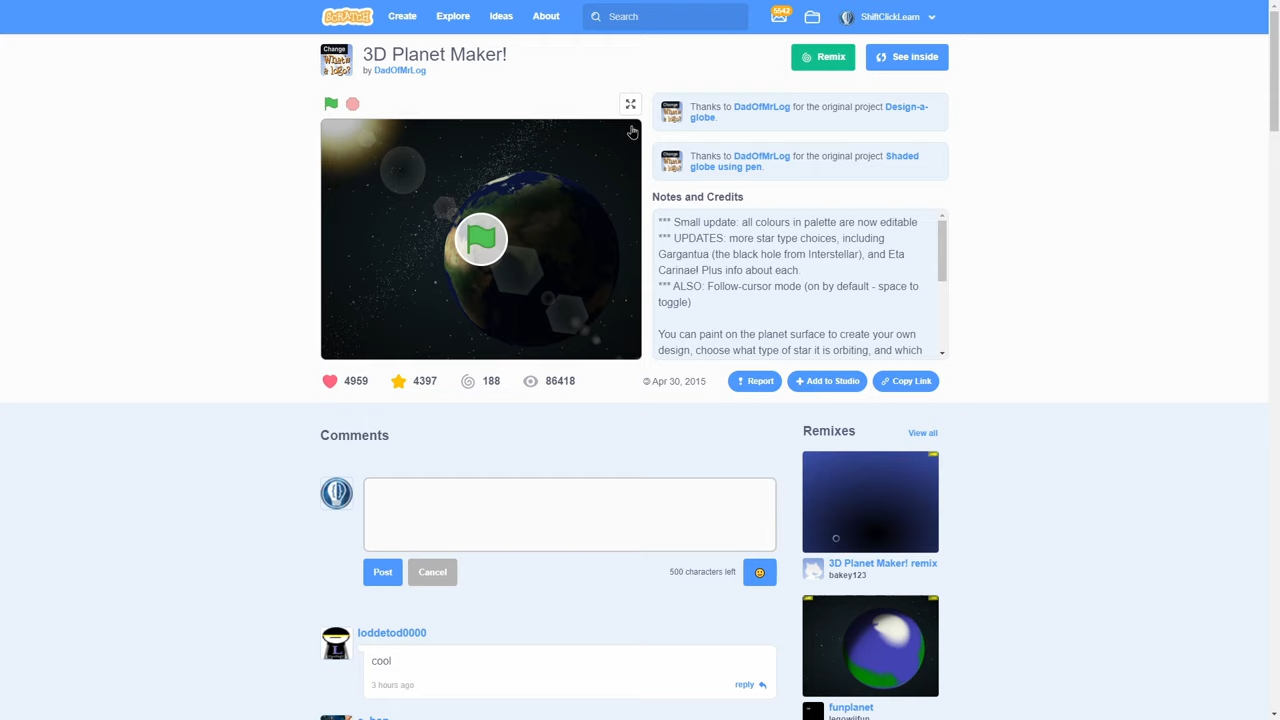 SCRATCH
Create
Explore
Ideas
About
Search
5642
ShiftClickLearn
Change
What's
a logo?
3D Planet Maker!
by DadOfMrLog
Remix
See inside
Thanks to DadOfMrLog for the original project Design-a-
globe.
Thanks to DadOfMrLog for the original project Shaded
globe using pen.
Notes and Credits
*** Small update: all colours in palette are now editable
*** UPDATES: more star type choices, including
Gargantua (the black hole from Interstellar), and Eta
Carinae! Plus info about each.
*** ALSO: Follow-cursor mode (on by default - space to
toggle)
You can paint on the planet surface to create your own
design, choose what type of star it is orbiting, and which
4959
4397
188
86418
© Apr 30, 2015
Report
Add to Studio
Copy Link
Comments
Remixes
View all
Post
Cancel
500 characters left
3D Planet Maker! remix
bakey123
loddetod0000
cool
3 hours ago
reply
funplanet